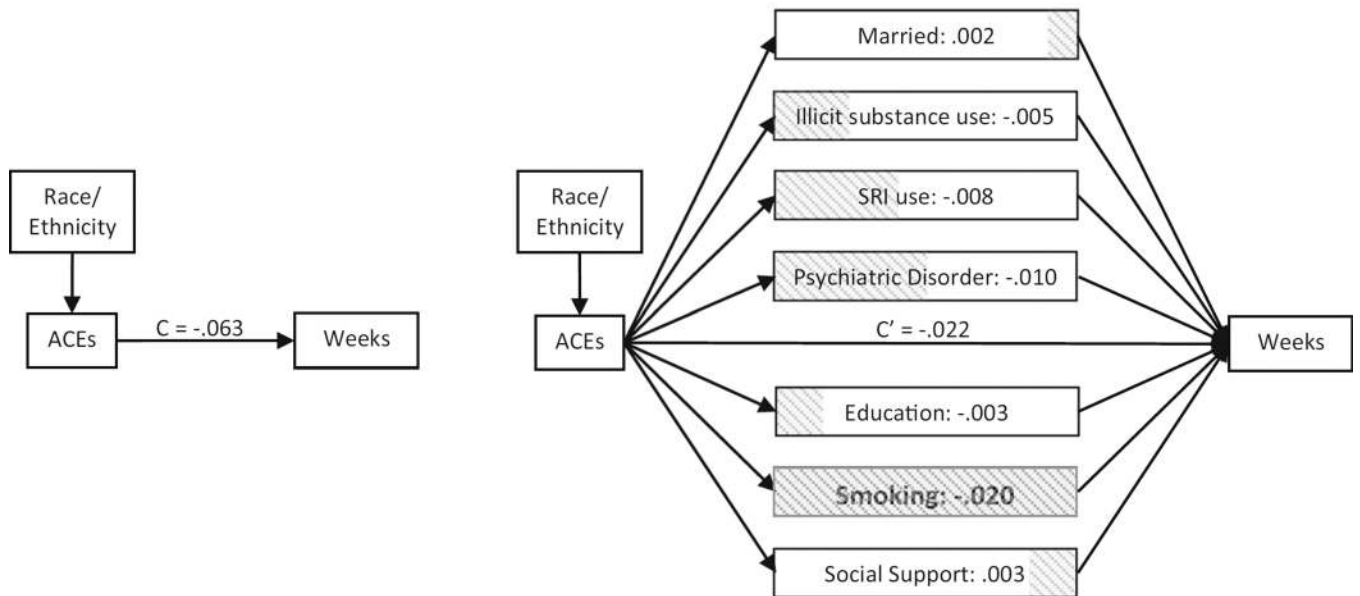 Race/
Ethnicity
ACEs
C = -.063
Weeks
Race/
Ethnicity
ACEs
Married: .002
Illicit substance use: -.005
SRI use: -.008
Psychiatric Disorder: -.010
C’ = -.022
Education: -.003
Smoking: -.020
Social Support: .003
Weeks